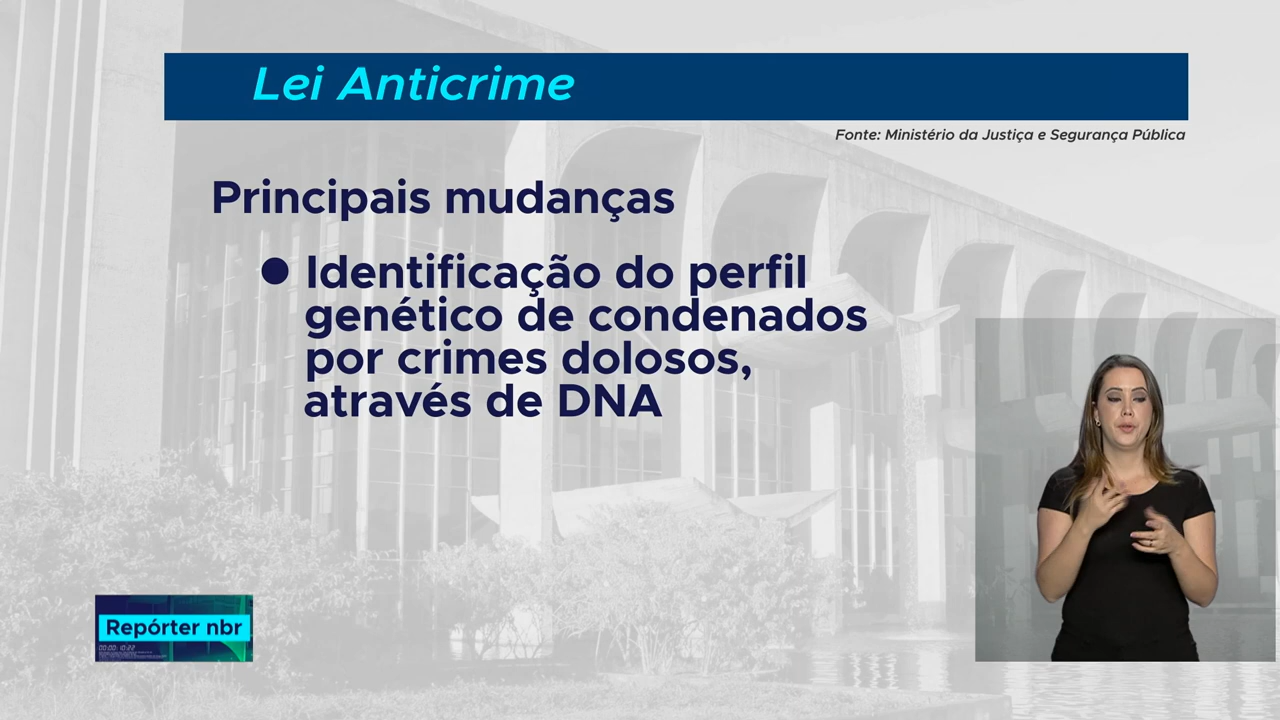 Lei Anticrime
Fonte: Ministério da Justiça e Segurança Pública
Principais mudanças
● Identificação do perfil
genético de condenados
por crimes dolosos,
através de DNA
Repórter nbr